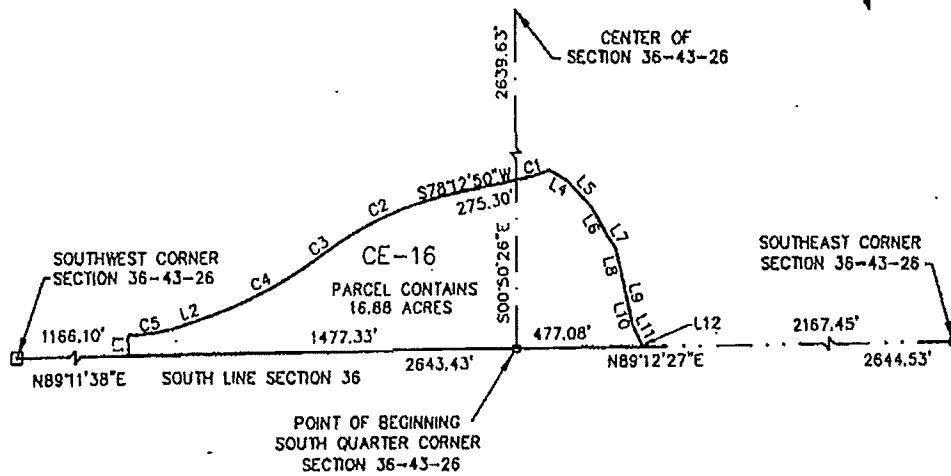 CENTER OF
SECTION 36-43-26
2639.63'
C1
S78°12'50"W
275.30'
L4
L5
C2
L6
L7
C3
CE-16
S00°50'26"E
L8
SOUTHWEST CORNER
SECTION 36-43-26
SOUTHEAST CORNER
SECTION 36-43-26
C4
PARCEL CONTAINS
16.88 ACRES
L9
C5
L2
L10
L11
L12
1166.10'
L1
1477.33'
477.08'
2167.45'
N89°11'38"E
SOUTH LINE SECTION 36
2643.43'
N89°12'27"E
2644.53'
POINT OF BEGINNING
SOUTH QUARTER CORNER
SECTION 36-43-26